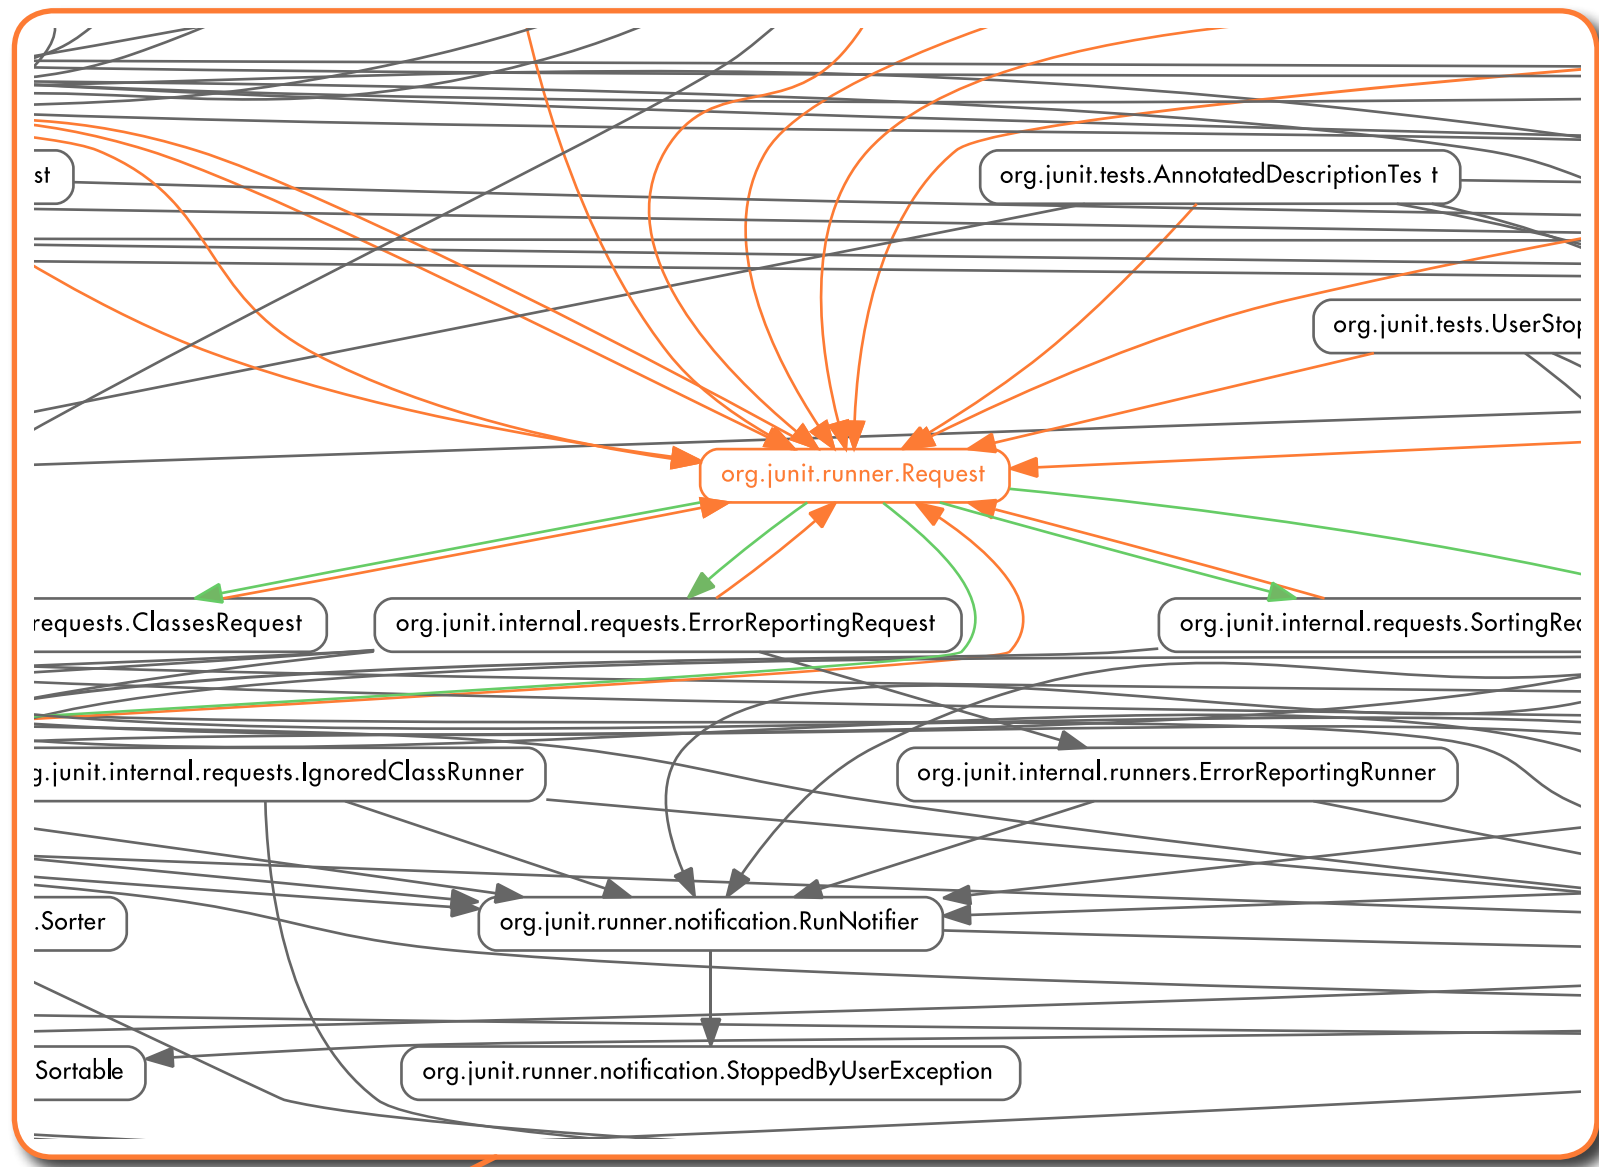 st
org.junit.tests.AnnotatedDescriptionTes t
org.junit.tests.UserStop
org.junit.runner.Request
requests.ClassesRequest
org.junit.internal.requests.ErrorReportingRequest
org.junit.internal.requests.SortingReq
g.junit.internal.requests.IgnoredClassRunner
org.junit.internal.runners.ErrorReportingRunner
.Sorter
org.junit.runner.notification.RunNotifier
Sortable
org.junit.runner.notification.StoppedByUserException